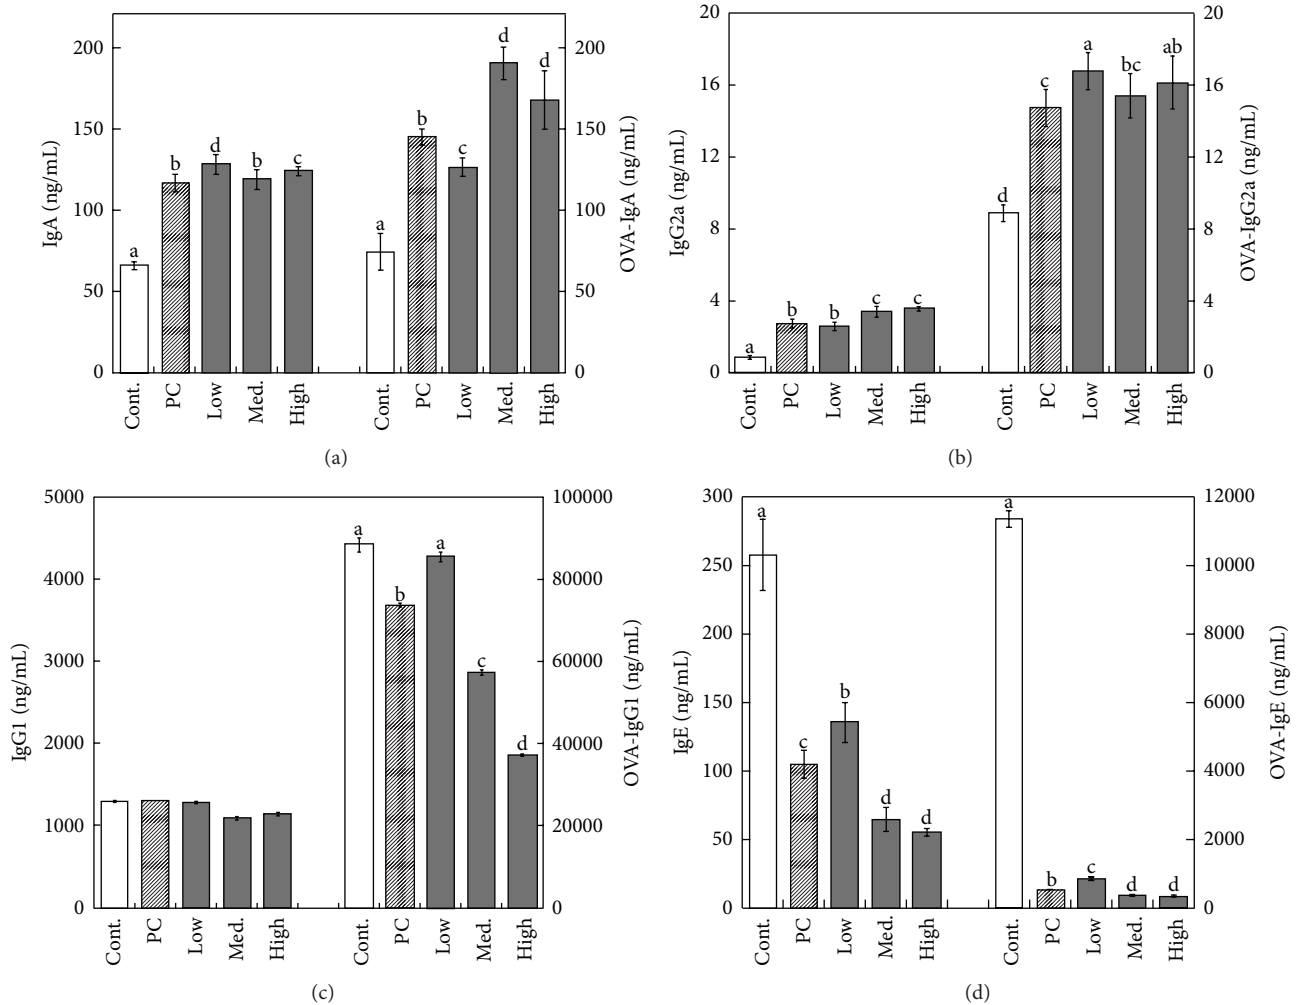 200
150
100
50
0
IgA (ng/mL)
a
b
d
b
c
a
b
c
d
d
200
150
100
50
0
OVA-IgA (ng/mL)
Cont.
PC
Low
Med.
High
Cont.
PC
Low
Med.
High
(a)
20
16
12
8
4
0
IgG2a (ng/mL)
a
b
b
c
c
d
c
a
bc
ab
20
16
12
8
4
0
OVA-IgG2a (ng/mL)
Cont.
PC
Low
Med.
High
Cont.
PC
Low
Med.
High
(b)
5000
4000
3000
2000
1000
0
IgG1 (ng/mL)
a
b
a
c
d
100000
80000
60000
40000
20000
0
OVA-IgG1 (ng/mL)
Cont.
PC
Low
Med.
High
Cont.
PC
Low
Med.
High
(c)
300
250
200
150
100
50
0
IgE (ng/mL)
a
c
b
d
d
a
b
c
d
d
12000
10000
8000
6000
4000
2000
0
OVA-IgE (ng/mL)
Cont.
PC
Low
Med.
High
Cont.
PC
Low
Med.
High
(d)